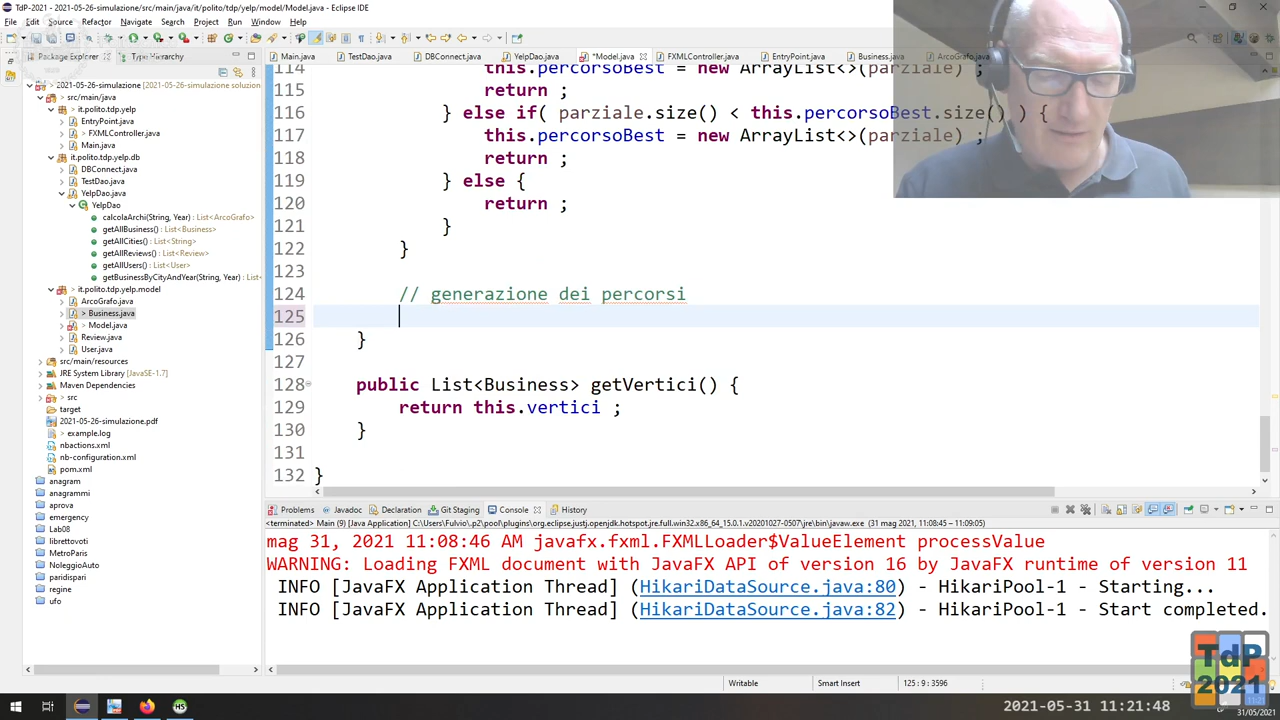 TdP-2021 - 2021-05-26-simulazione/src/main/java/it/polito/tdp/yelp/model/Model.java - Eclipse IDE
File Edit Source Refactor Navigate Search Project Run Window Help
Package Explorer Type Hierarchy
Main.java TestDao.java DBConnect.java YelpDao.java *Model.java FXMLController.java EntryPoint.java Business.java ArcoGrafo.java
2021-05-26-simulazione [2021-05-26-simulazione soluzion
src/main/java
it.polito.tdp.yelp
EntryPoint.java
> FXMLController.java
Main.java
it.polito.tdp.yelp.db
DBConnect.java
TestDao.java
YelpDao.java
YelpDao
calcolaArchi(String, Year) : List<ArcoGrafo>
getAllBusiness() : List<Business>
getAllCities() : List<String>
getAllReviews() : List<Review>
getAllUsers() : List<User>
getBusinessByCityAndYear(String, Year) : List<
> it.polito.tdp.yelp.model
ArcoGrafo.java
> Business.java
> Model.java
Review.java
User.java
src/main/resources
JRE System Library [JavaSE-1.7]
Maven Dependencies
> src
target
2021-05-26-simulazione.pdf
> example.log
nbactions.xml
nb-configuration.xml
pom.xml
anagram
anagrammi
aprova
emergency
Lab08
librettovoti
MetroParis
NoleggioAuto
paridispari
regine
ufo
114 this.percorsoBest = new ArrayList<>(parziale) ;
115 return ;
116 } else if( parziale.size() < this.percorsoBest.size() ) {
117 this.percorsoBest = new ArrayList<>(parziale) ;
118 return ;
119 } else {
120 return ;
121 }
122 }
123
124 // generazione dei percorsi
125
126 }
127
128 public List<Business> getVertici() {
129 return this.vertici ;
130 }
131
132 }
Problems Javadoc Declaration Git Staging Console History
<terminated> Main (9) [Java Application] C:\Users\Fulvio\.p2\pool\plugins\org.eclipse.justj.openjdk.hotspot.jre.full.win32.x86_64_15.0.1.v20201027-0507\jre\bin\javaw.exe (31 mag 2021, 11:08:45 – 11:09:05)
mag 31, 2021 11:08:46 AM javafx.fxml.FXMLLoader$ValueElement processValue
WARNING: Loading FXML document with JavaFX API of version 16 by JavaFX runtime of version 11
INFO [JavaFX Application Thread] (HikariDataSource.java:80) - HikariPool-1 - Starting...
INFO [JavaFX Application Thread] (HikariDataSource.java:82) - HikariPool-1 - Start completed.
Writable Smart Insert 125 : 9 : 3596
TdP
2021
2021-05-31 11:21:48
31/05/2021